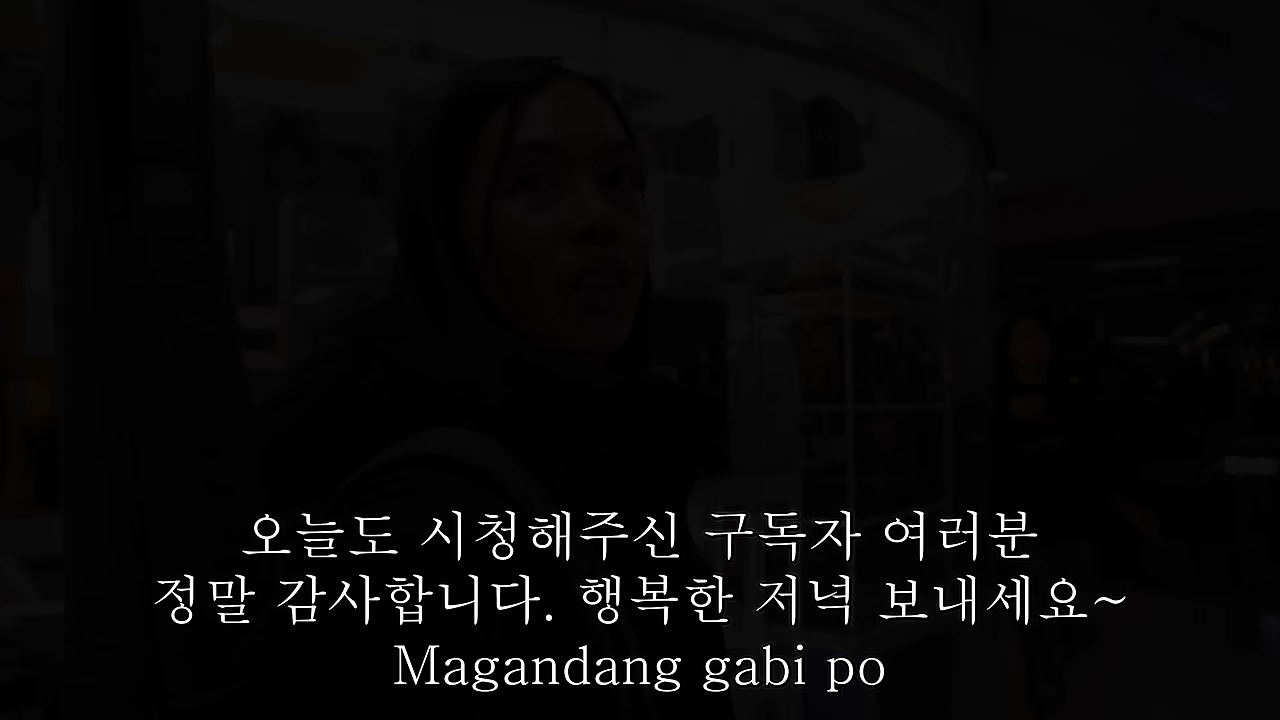 오늘도 시청해주신 구독자 여러분
정말 감사합니다. 행복한 저녁 보내세요~
Magandang gabi po